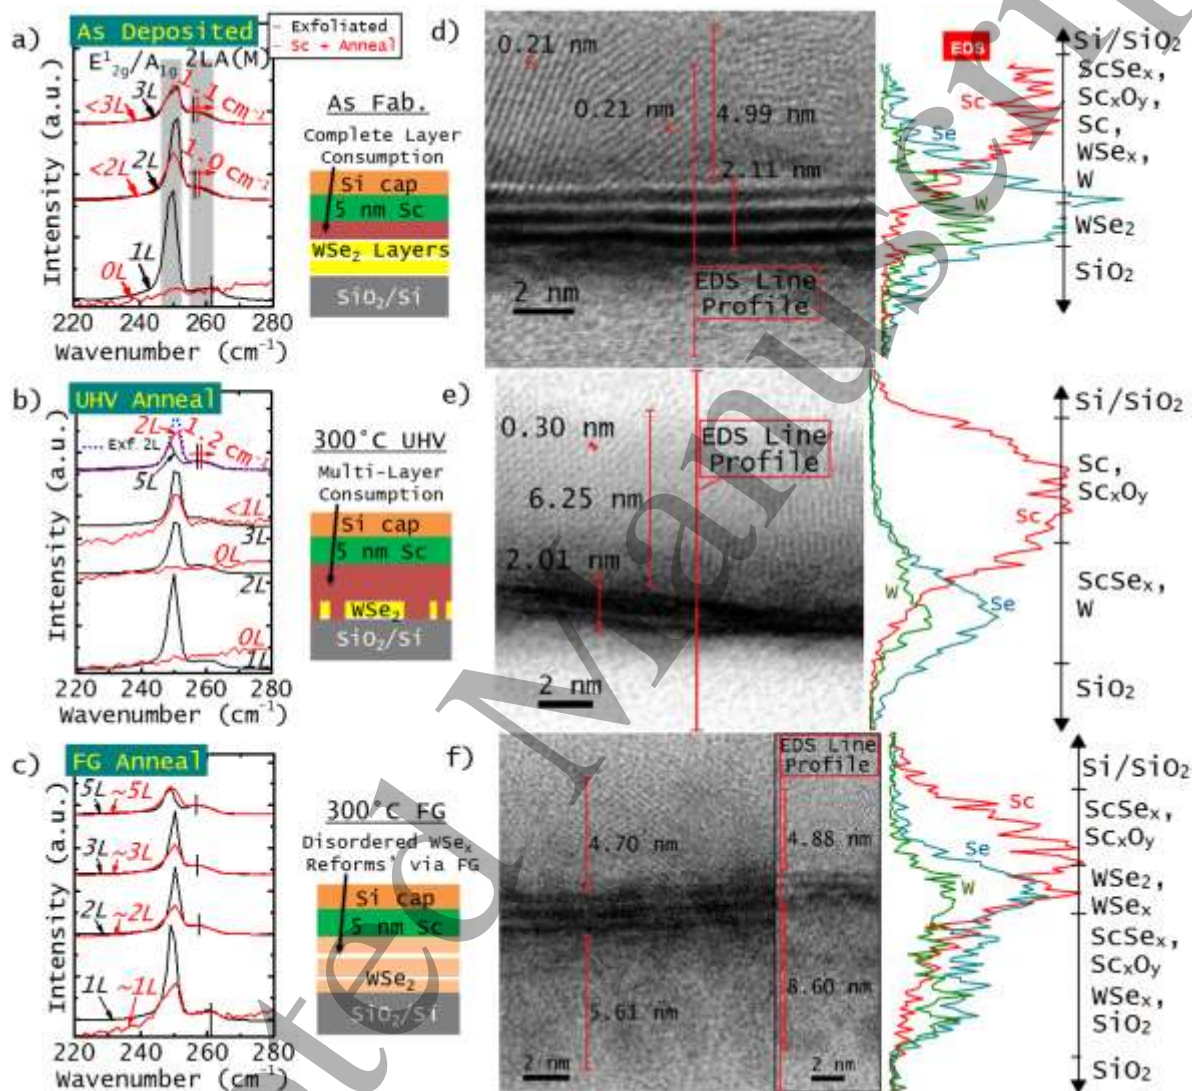 a)
As Deposited
— Exfoliated
— Sc + Anneal
E¹₂g/A₁g 2LA(M)
<3L
3L
1.1 cm⁻¹
<2L
2L
1.0 cm⁻¹
1L
0L
Intensity (a.u.)
220 240 260 280
Wavenumber (cm⁻¹)
As Fab.
Complete Layer
Consumption
Si cap
5 nm Sc
WSe₂ Layers
SiO₂/Si
d)
0.21 nm
0.21 nm
4.99 nm
2.11 nm
EDS Line
Profile
2 nm
EDS
Sc
Se
W
Si/SiO₂
ScSeₓ,
ScₓOᵧ,
Sc,
WSeₓ,
W
WSe₂
SiO₂
b)
UHV Anneal
Exf. 2L
2L
1.2 cm⁻¹
5L
<1L
3L
0L
2L
0L
1L
Intensity (a.u.)
220 240 260 280
Wavenumber (cm⁻¹)
300°C UHV
Multi-Layer
Consumption
Si cap
5 nm Sc
WSe₂
SiO₂/Si
e)
0.30 nm
EDS Line
Profile
6.25 nm
2.01 nm
2 nm
Sc
W
Se
Si/SiO₂
Sc,
ScₓOᵧ
ScSeₓ,
W
SiO₂
c)
FG Anneal
5L ~5L
3L ~3L
2L ~2L
1L ~1L
Intensity (a.u.)
220 240 260 280
Wavenumber (cm⁻¹)
300°C FG
Disordered WSeₓ
Reforms' via FG
Si cap
5 nm Sc
WSe₂
SiO₂/Si
f)
EDS Line
Profile
4.70 nm
4.88 nm
5.61 nm
8.60 nm
2 nm
2 nm
Sc
Se
W
Si/SiO₂
ScSeₓ,
ScₓOᵧ
WSe₂,
WSeₓ
ScSeₓ,
ScₓOᵧ
WSeₓ,
SiO₂
SiO₂